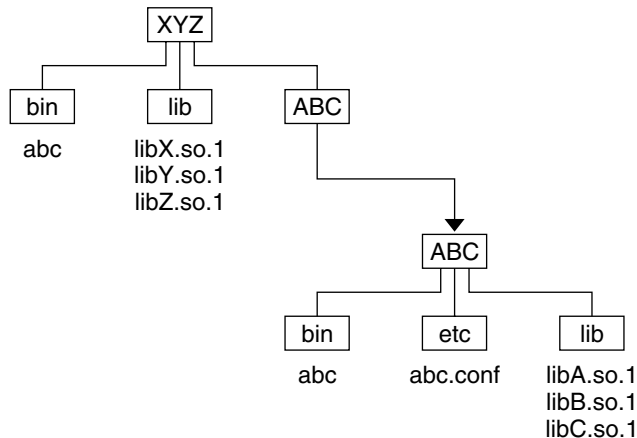 XYZ
bin
lib
ABC
abc
libX.so.1
libY.so.1
libZ.so.1
ABC
bin
etc
lib
abc
abc.conf
libA.so.1
libB.so.1
libC.so.1